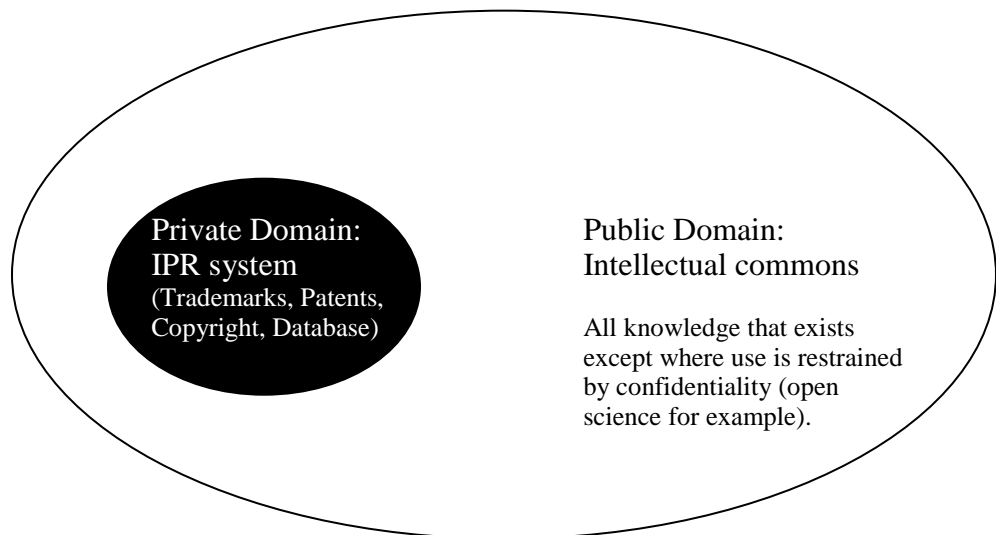 Private Domain:
IPR system
(Trademarks, Patents,
Copyright, Database)
Public Domain:
Intellectual commons
All knowledge that exists
except where use is restrained
by confidentiality (open
science for example).